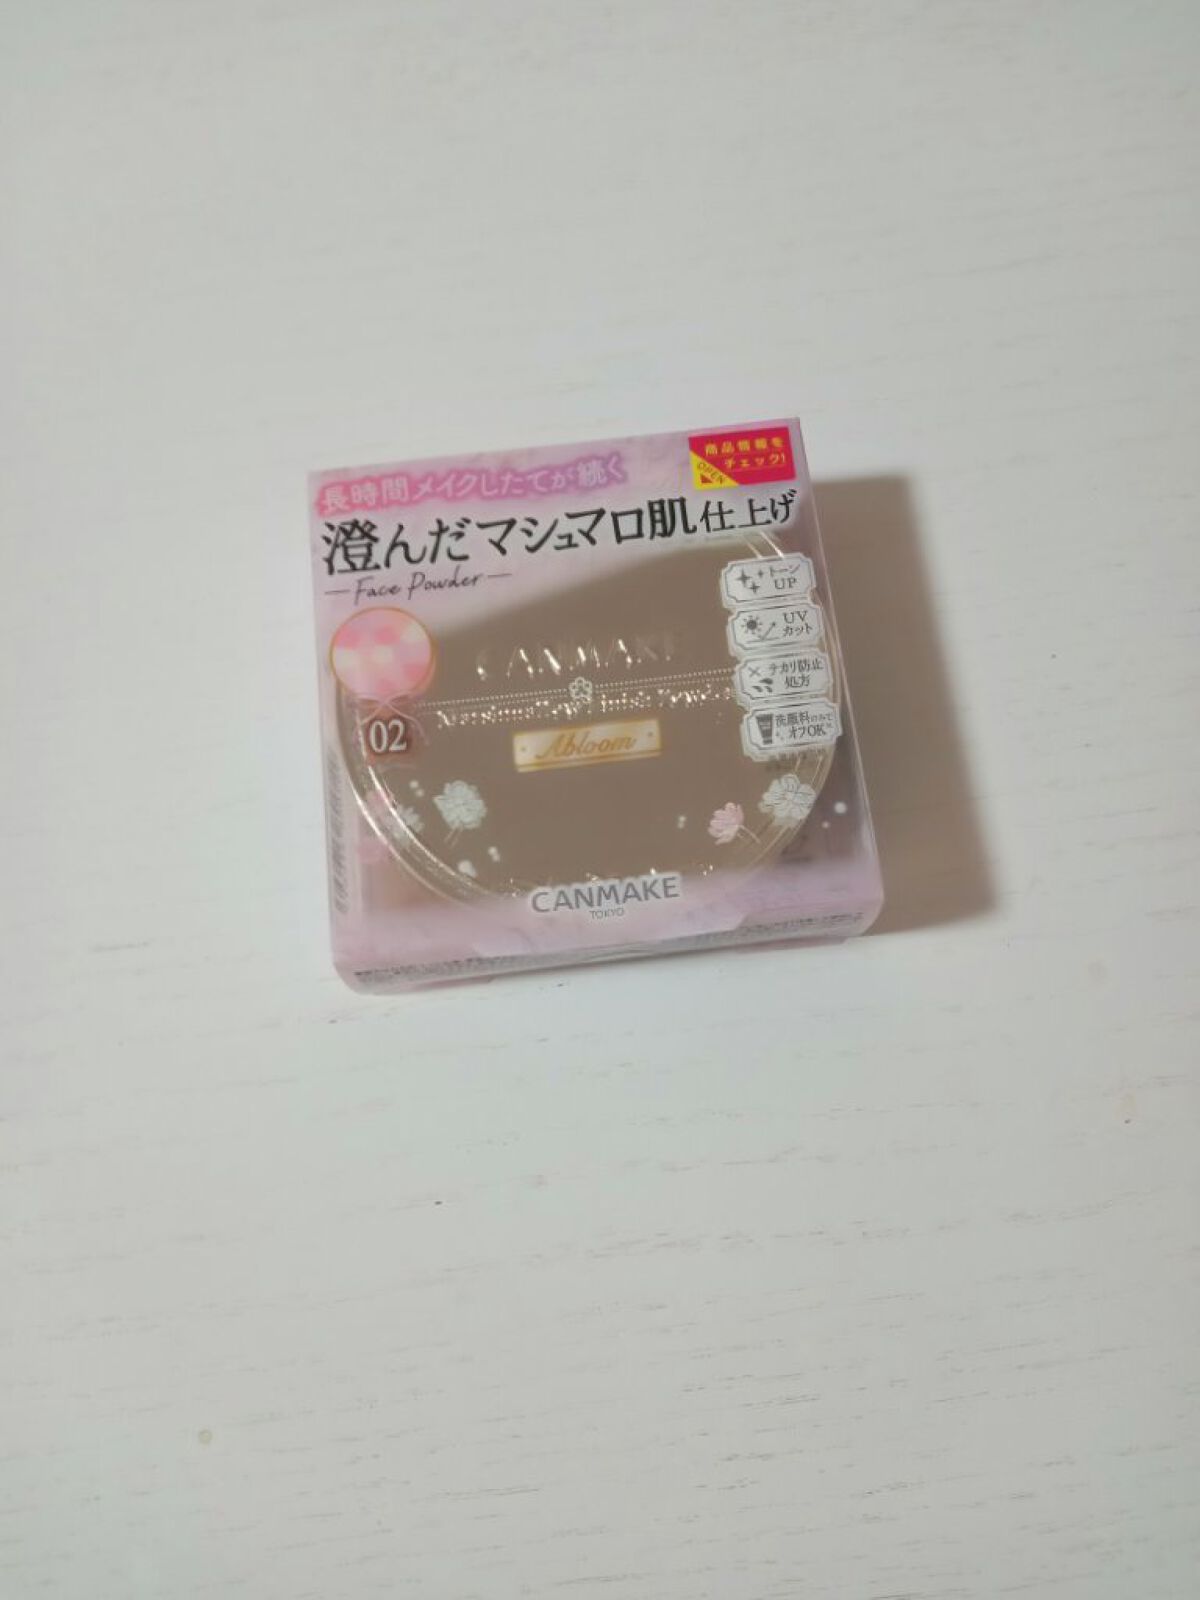 商品情報を
チェック!
OPEN
長時間メイクしたてが続く
澄んだマシュマロ肌仕上げ
Face Powder
トーン
UP
UV
カット
テカリ防止
処方
洗顔料のみで
オフOK
02
CANMAKE
Marshmallow Finish Powder
Abloom
CANMAKE
TOKYO